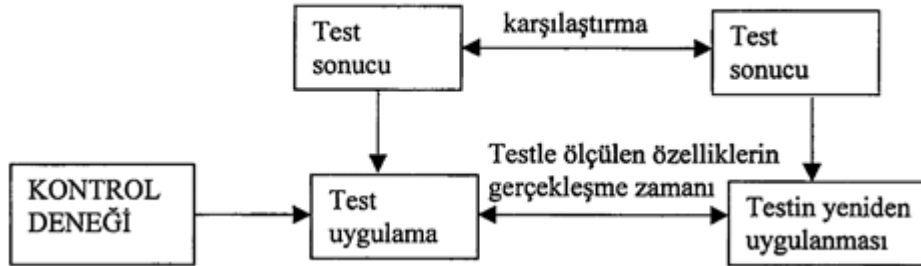 Test
sonucu
karşılaştırma
Test
sonucu
KONTROL
DENEĞİ
Test
uygulama
Testle ölçülen özelliklerin
gerçekleşme zamanı
Testin yeniden
uygulanması